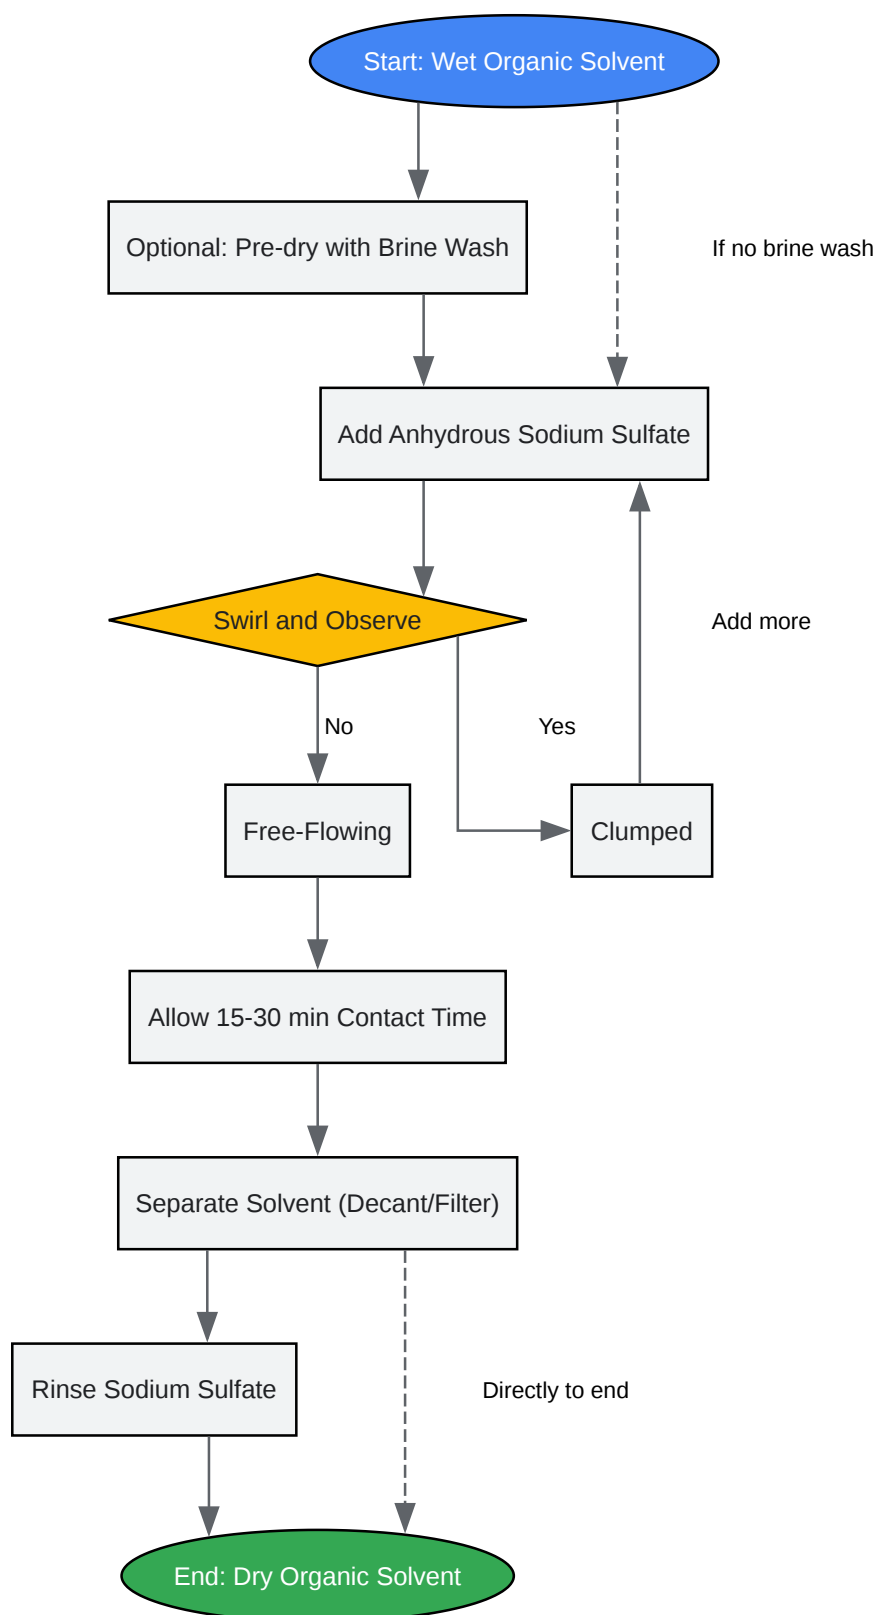 Start: Wet Organic Solvent
Optional: Pre-dry with Brine Wash
If no brine wash
Add Anhydrous Sodium Sulfate
Swirl and Observe
Add more
No
Yes
Free-Flowing
Clumped
Allow 15-30 min Contact Time
Separate Solvent (Decant/Filter)
Rinse Sodium Sulfate
Directly to end
End: Dry Organic Solvent